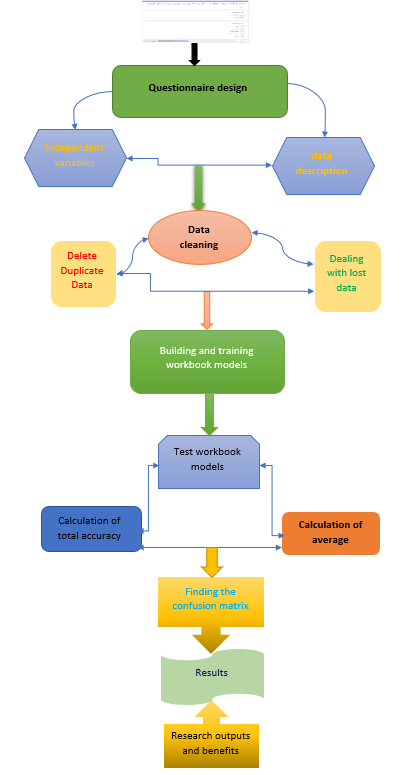 Questionnaire design
Independent
variables
data
description
Data
cleaning
Delete
Duplicate
Data
Dealing
with lost
data
Building and training
workbook models
Test workbook
models
Calculation of
total accuracy
Calculation of
average
Finding the
confusion matrix
Results
Research outputs
and benefits